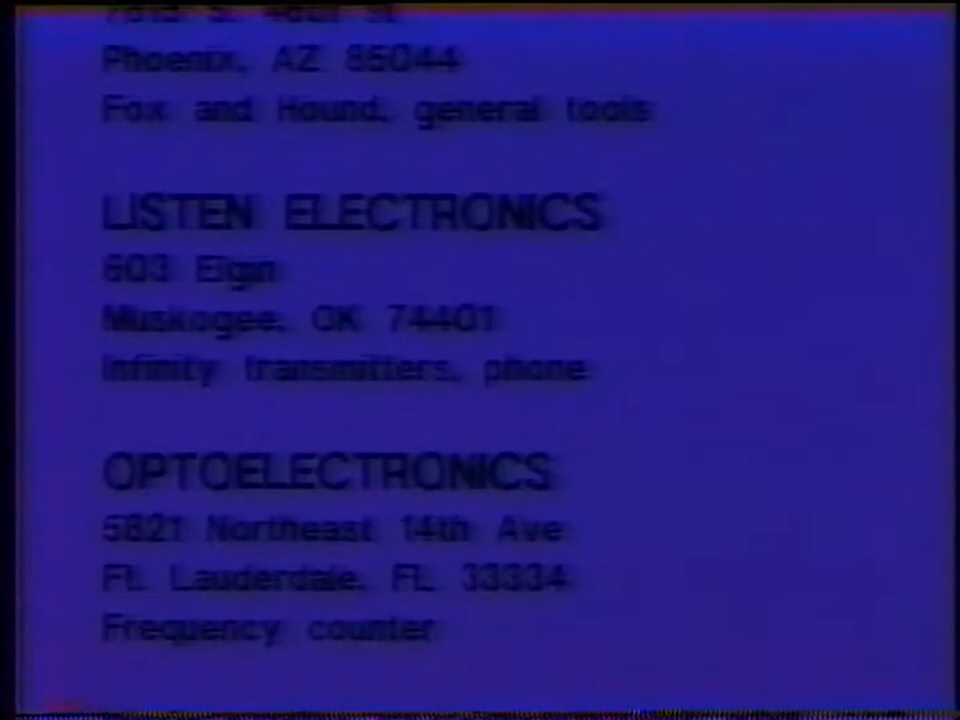 Phoenix, AZ 85044
Fox and Hound, general tools
LISTEN ELECTRONICS
603 Elgin
Muskogee, OK 74401
Infinity transmitters, phone
OPTOELECTRONICS
5821 Northeast 14th Ave
Ft. Lauderdale, FL 33334
Frequency counter